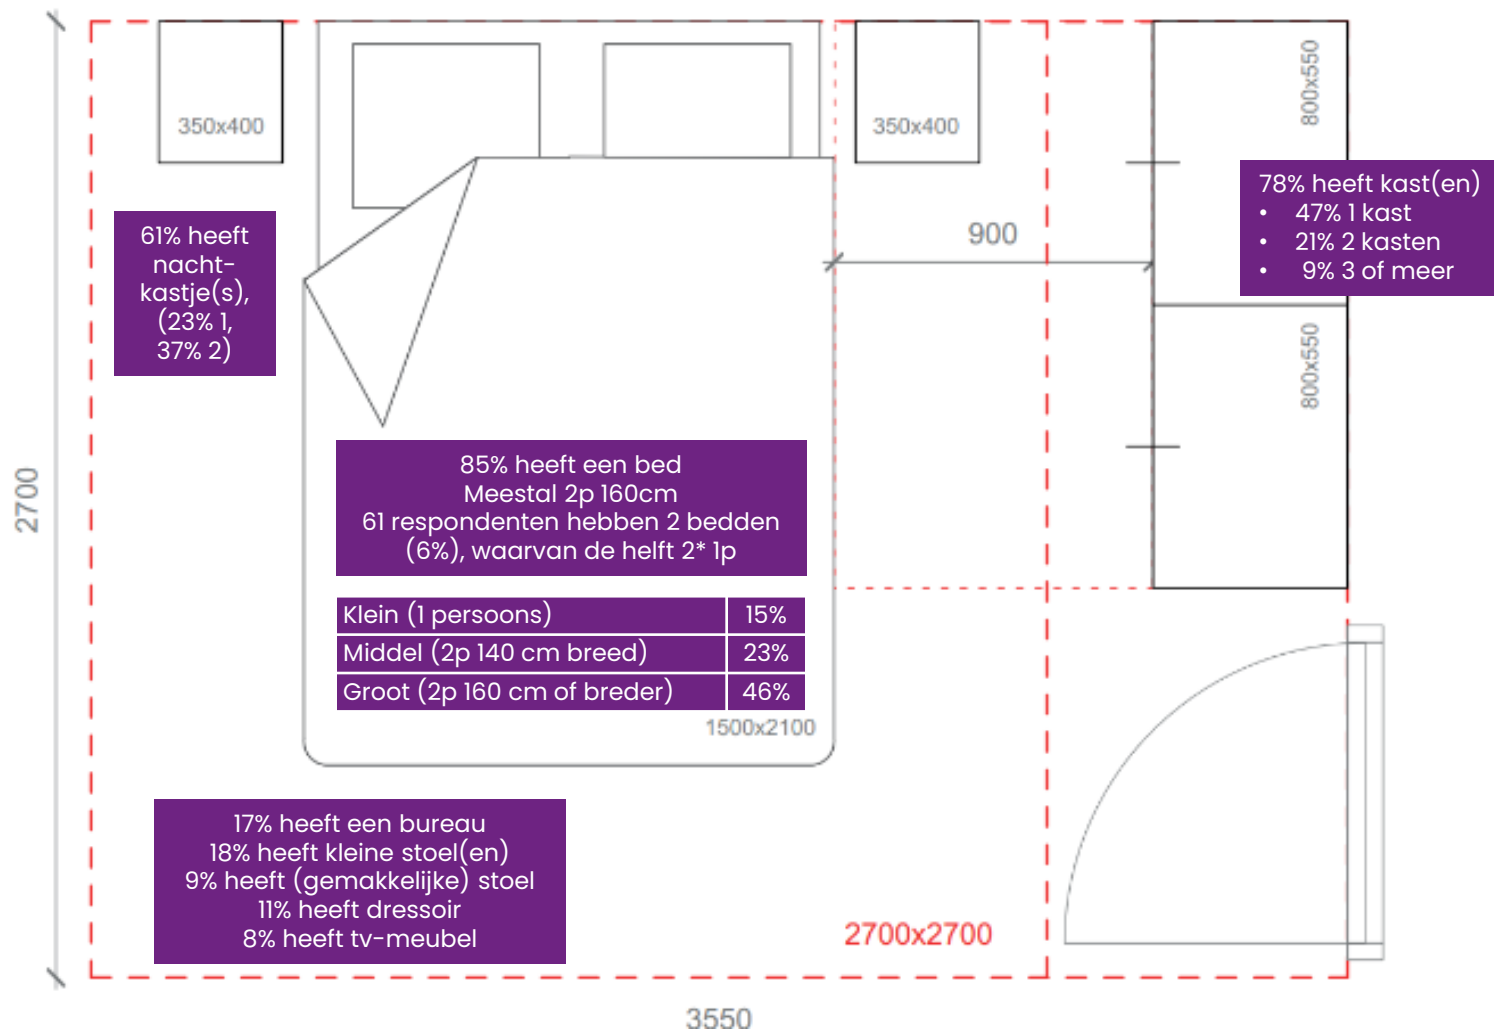 350x400
350x400
800x550
78% heeft kast(en)
• 47% 1 kast
• 21% 2 kasten
• 9% 3 of meer
61% heeft
nacht-
kastje(s),
(23% 1,
37% 2)
900
800x550
2700
85% heeft een bed
Meestal 2p 160cm
61 respondenten hebben 2 bedden
(6%), waarvan de helft 2* 1p
Klein (1 persoons) 15%
Middel (2p 140 cm breed) 23%
Groot (2p 160 cm of breder) 46%
1500x2100
17% heeft een bureau
18% heeft kleine stoel(en)
9% heeft (gemakkelijke) stoel
11% heeft dressoir
8% heeft tv-meubel
2700x2700
3550